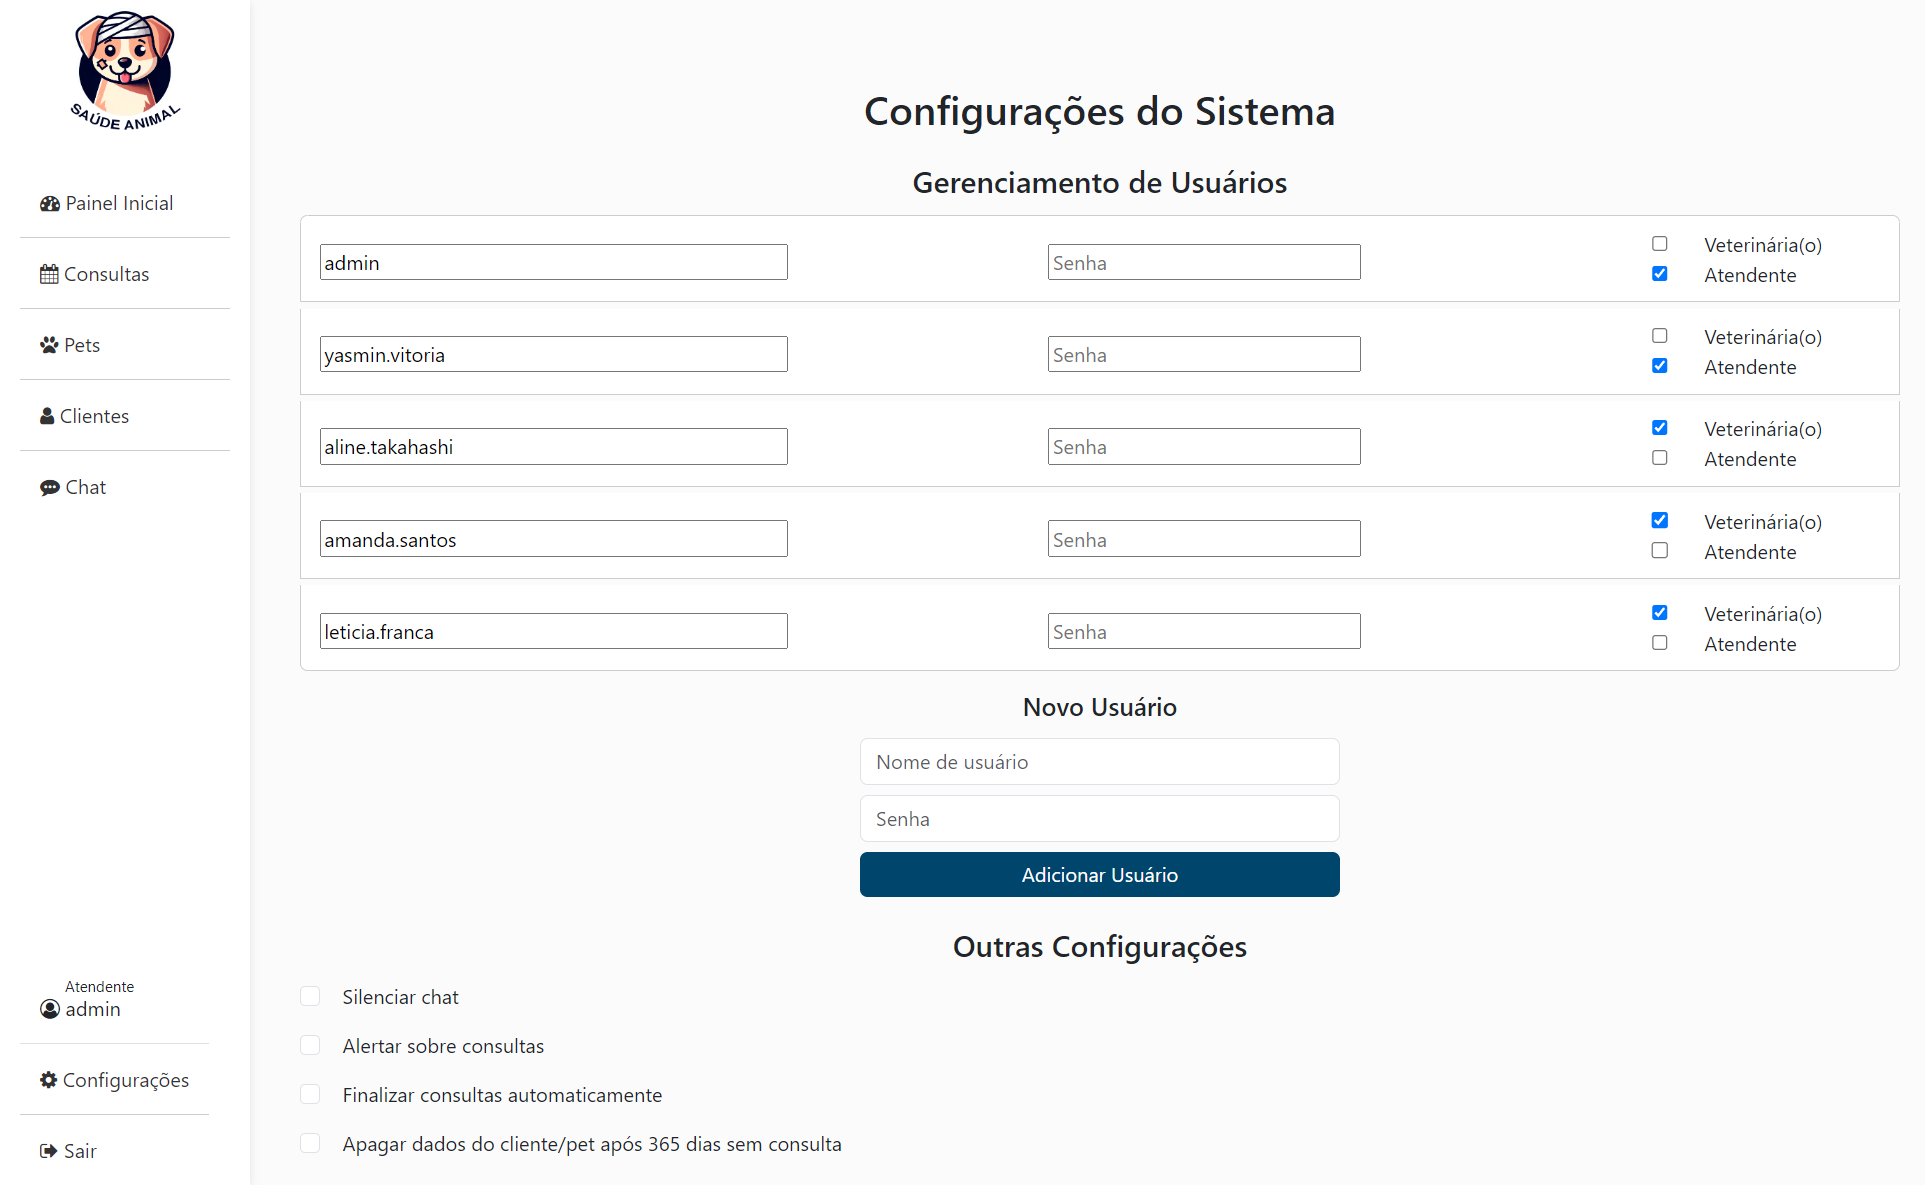 SAÚDE ANIMAL
Painel Inicial
Consultas
Pets
Clientes
Chat
Atendente
admin
Configurações
Sair
Configurações do Sistema
Gerenciamento de Usuários
admin
Senha
Veterinária(o)
Atendente
yasmin.vitoria
Senha
Veterinária(o)
Atendente
aline.takahashi
Senha
Veterinária(o)
Atendente
amanda.santos
Senha
Veterinária(o)
Atendente
leticia.franca
Senha
Veterinária(o)
Atendente
Novo Usuário
Nome de usuário
Senha
Adicionar Usuário
Outras Configurações
Silenciar chat
Alertar sobre consultas
Finalizar consultas automaticamente
Apagar dados do cliente/pet após 365 dias sem consulta